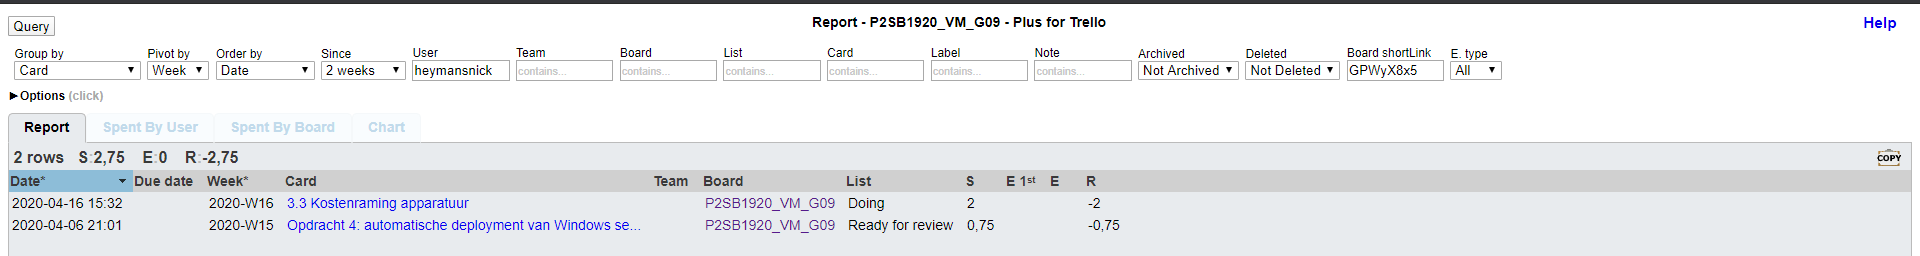 Query
Report - P2SB1920_VM_G09 - Plus for Trello
Help
Group by Pivot by Order by Since User Team Board List Card Label Note Archived Deleted Board shortLink E. type
Card Week Date 2 weeks heymansnick contains... contains... contains... contains... contains... contains... Not Archived Not Deleted GPWyX8x5 All
Options (click)
Report Spent By User Spent By Board Chart
2 rows S:2,75 E:0 R:-2,75
COPY
Date* Due date Week* Card Team Board List S E 1st E R
2020-04-16 15:32 2020-W16 3.3 Kostenraming apparatuur P2SB1920_VM_G09 Doing 2 -2
2020-04-06 21:01 2020-W15 Opdracht 4: automatische deployment van Windows se... P2SB1920_VM_G09 Ready for review 0,75 -0,75